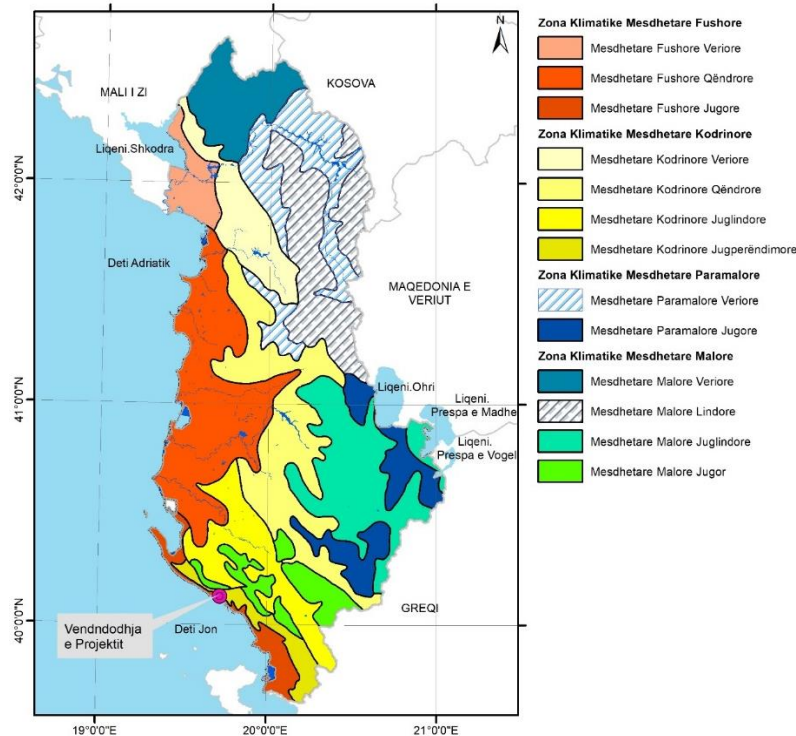 N
MALI I ZI
KOSOVA
Liqeni.Shkodra
42°0'0"N
Deti Adriatik
MAQEDONIA E
VERIUT
Liqeni.Ohri
41°0'0"N
Liqeni.
Prespa e Madhe
Liqeni.
Prespa e Vogel
GREQI
40°0'0"N
Vendndodhja
e Projektit
Deti Jon
19°0'0"E
20°0'0"E
21°0'0"E
Zona Klimatike Mesdhetare Fushore
Mesdhetare Fushore Veriore
Mesdhetare Fushore Qëndrore
Mesdhetare Fushore Jugore
Zona Klimatike Mesdhetare Kodrinore
Mesdhetare Kodrinore Veriore
Mesdhetare Kodrinore Qëndrore
Mesdhetare Kodrinore Juglindore
Mesdhetare Kodrinore Jugperëndimore
Zona Klimatike Mesdhetare Paramalore
Mesdhetare Paramalore Veriore
Mesdhetare Paramalore Jugore
Zona Klimatike Mesdhetare Malore
Mesdhetare Malore Veriore
Mesdhetare Malore Lindore
Mesdhetare Malore Juglindore
Mesdhetare Malore Jugor